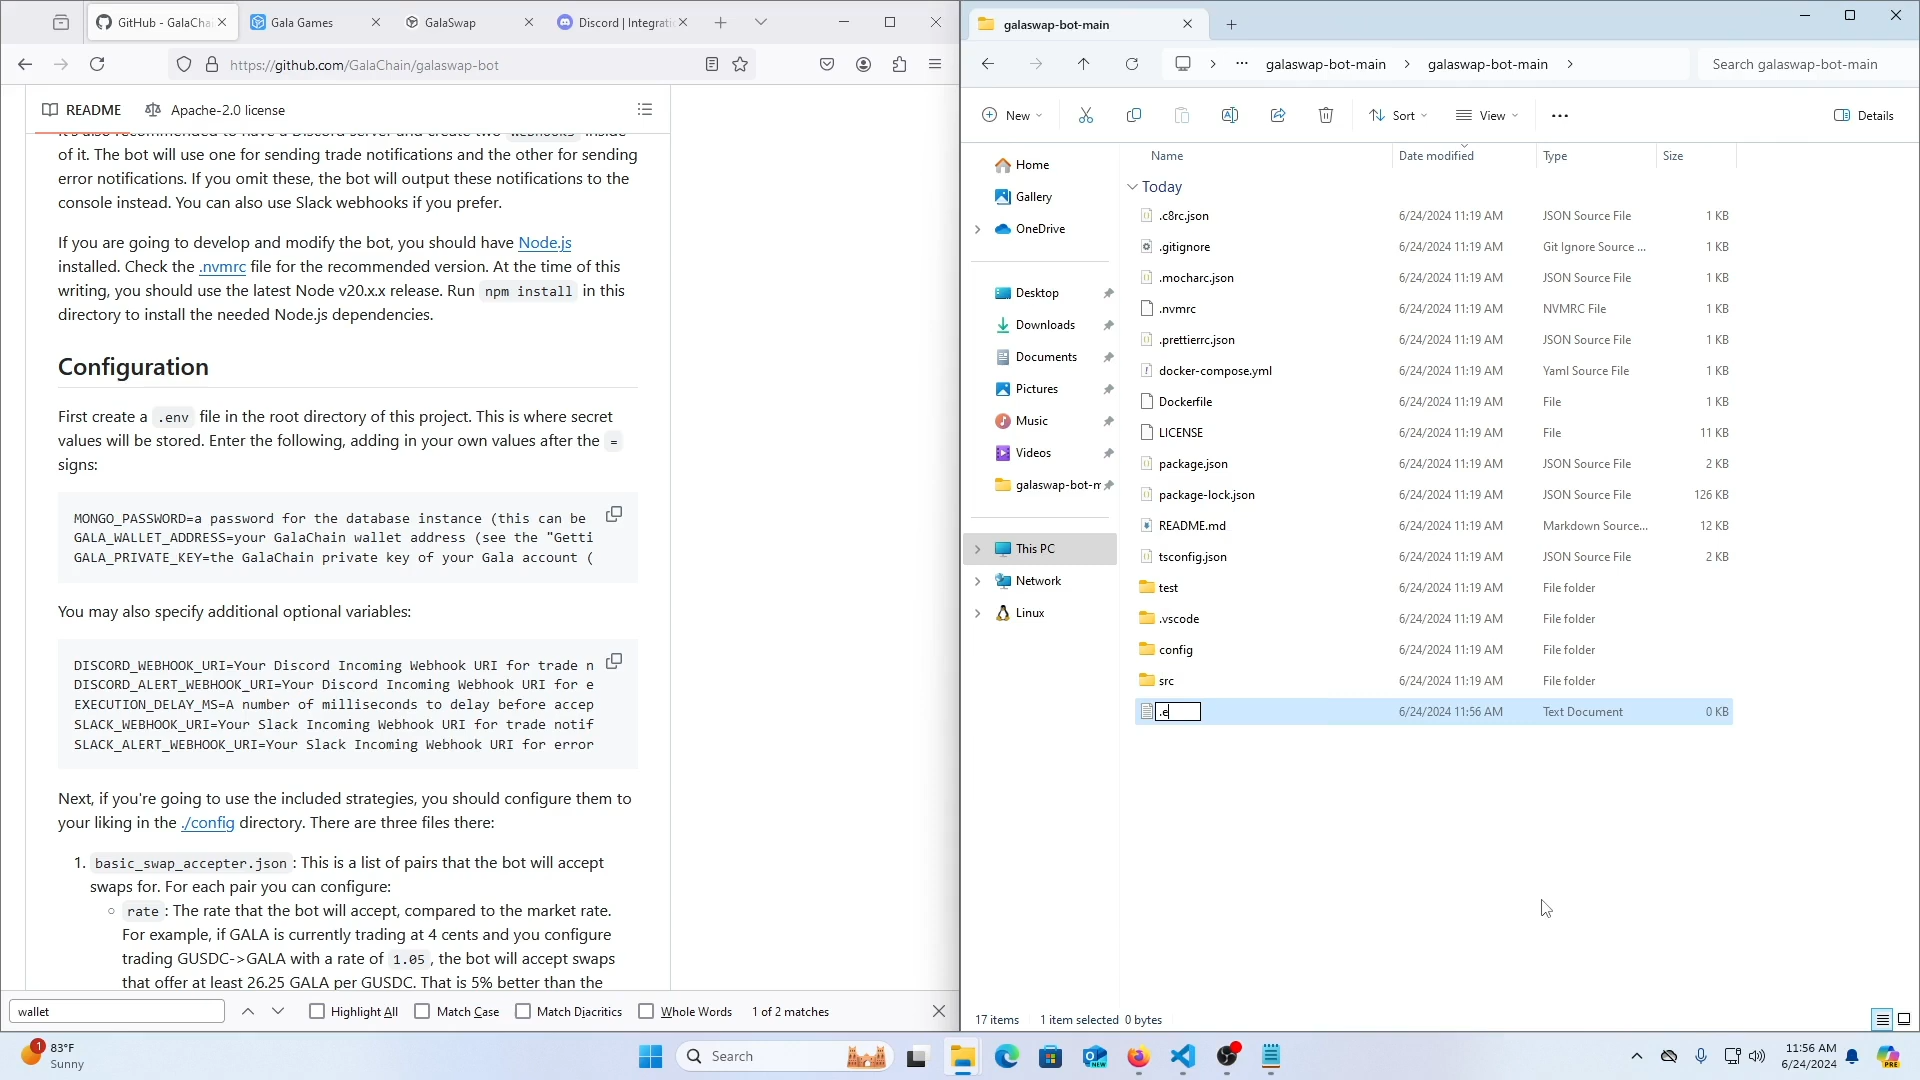 GitHub - GalaChai
Gala Games
GalaSwap
Discord | Integrati
https://github.com/GalaChain/galaswap-bot
README
Apache-2.0 license
It's also recommended to have a Discord server and create two webhooks inside
of it. The bot will use one for sending trade notifications and the other for sending
error notifications. If you omit these, the bot will output these notifications to the
console instead. You can also use Slack webhooks if you prefer.
If you are going to develop and modify the bot, you should have Node.js
installed. Check the .nvmrc file for the recommended version. At the time of this
writing, you should use the latest Node v20.x.x release. Run npm install in this
directory to install the needed Node.js dependencies.
Configuration
First create a .env file in the root directory of this project. This is where secret
values will be stored. Enter the following, adding in your own values after the =
signs:
MONGO_PASSWORD=a password for the database instance (this can be
GALA_WALLET_ADDRESS=your GalaChain wallet address (see the "Getti
GALA_PRIVATE_KEY=the GalaChain private key of your Gala account (
You may also specify additional optional variables:
DISCORD_WEBHOOK_URI=Your Discord Incoming Webhook URI for trade n
DISCORD_ALERT_WEBHOOK_URI=Your Discord Incoming Webhook URI for e
EXECUTION_DELAY_MS=A number of milliseconds to delay before accep
SLACK_WEBHOOK_URI=Your Slack Incoming Webhook URI for trade notif
SLACK_ALERT_WEBHOOK_URI=Your Slack Incoming Webhook URI for error
Next, if you're going to use the included strategies, you should configure them to
your liking in the ./config directory. There are three files there:
1. basic_swap_accepter.json: This is a list of pairs that the bot will accept
swaps for. For each pair you can configure:
rate: The rate that the bot will accept, compared to the market rate.
For example, if GALA is currently trading at 4 cents and you configure
trading GUSDC->GALA with a rate of 1.05, the bot will accept swaps
that offer at least 26.25 GALA per GUSDC. That is 5% better than the
wallet
Highlight All
Match Case
Match Diacritics
Whole Words
1 of 2 matches
galaswap-bot-main
galaswap-bot-main > galaswap-bot-main >
Search galaswap-bot-main
New
Sort
View
Details
Home
Gallery
OneDrive
Desktop
Downloads
Documents
Pictures
Music
Videos
galaswap-bot-m
This PC
Network
Linux
Name Date modified Type Size
Today
.c8rc.json 6/24/2024 11:19 AM JSON Source File 1 KB
.gitignore 6/24/2024 11:19 AM Git Ignore Source ... 1 KB
.mocharc.json 6/24/2024 11:19 AM JSON Source File 1 KB
.nvmrc 6/24/2024 11:19 AM NVMRC File 1 KB
.prettierrc.json 6/24/2024 11:19 AM JSON Source File 1 KB
docker-compose.yml 6/24/2024 11:19 AM Yaml Source File 1 KB
Dockerfile 6/24/2024 11:19 AM File 1 KB
LICENSE 6/24/2024 11:19 AM File 11 KB
package.json 6/24/2024 11:19 AM JSON Source File 2 KB
package-lock.json 6/24/2024 11:19 AM JSON Source File 126 KB
README.md 6/24/2024 11:19 AM Markdown Source... 12 KB
tsconfig.json 6/24/2024 11:19 AM JSON Source File 2 KB
test 6/24/2024 11:19 AM File folder
.vscode 6/24/2024 11:19 AM File folder
config 6/24/2024 11:19 AM File folder
src 6/24/2024 11:19 AM File folder
.e 6/24/2024 11:56 AM Text Document 0 KB
17 items
1 item selected 0 bytes
1
83°F
Sunny
Search
NEW
11:56 AM
6/24/2024
PRE